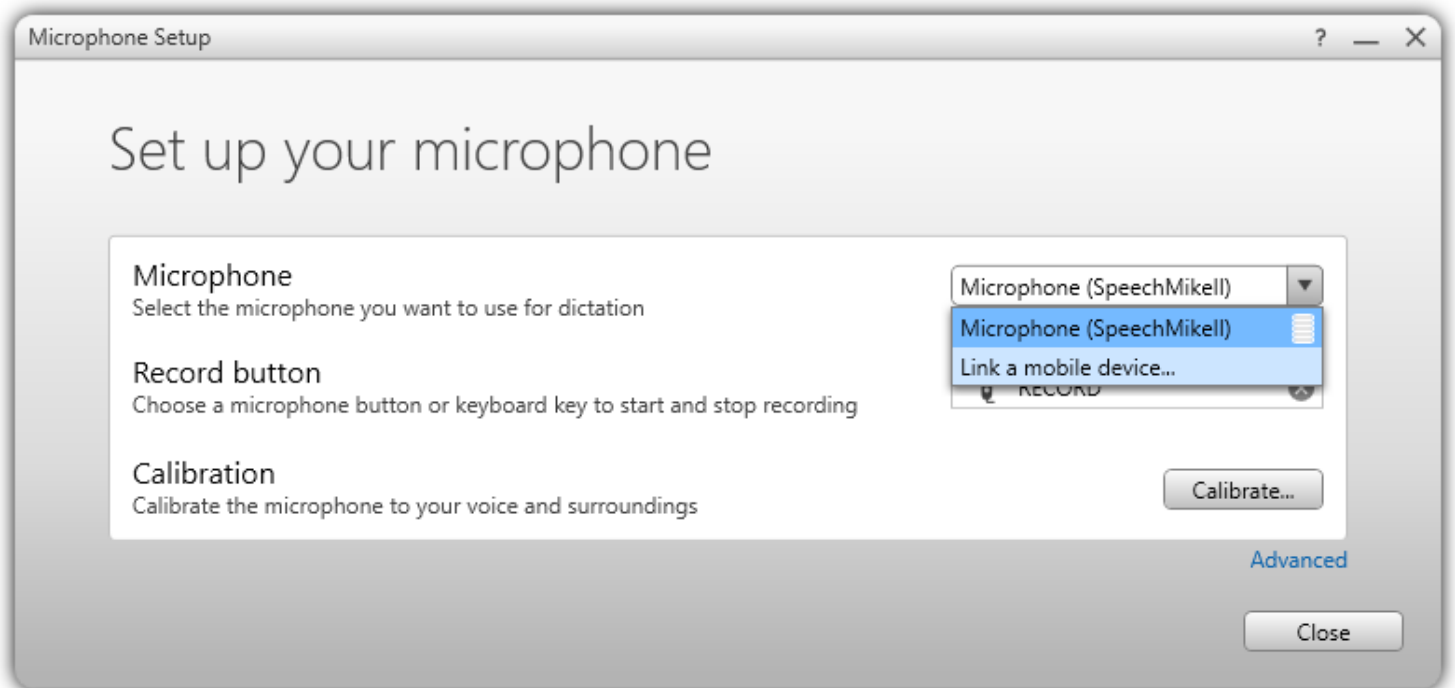 Microphone Setup
?
Set up your microphone
Microphone
Select the microphone you want to use for dictation
Microphone (SpeechMikeII)
Microphone (SpeechMikeII)
Link a mobile device...
Record button
Choose a microphone button or keyboard key to start and stop recording
RECORD
Calibration
Calibrate the microphone to your voice and surroundings
Calibrate...
Advanced
Close